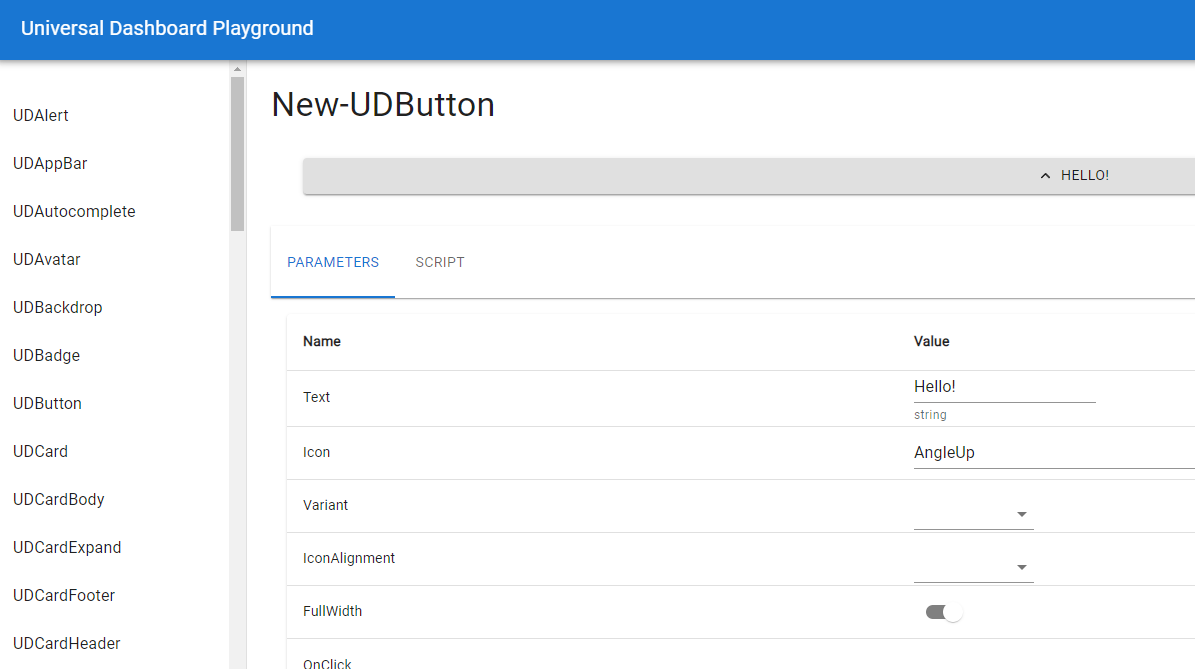 Universal Dashboard Playground
UDAlert
UDAppBar
UDAutocomplete
UDAvatar
UDBackdrop
UDBadge
UDButton
UDCard
UDCardBody
UDCardExpand
UDCardFooter
UDCardHeader
New-UDButton
HELLO!
PARAMETERS SCRIPT
Name Value
Text Hello!
string
Icon AngleUp
Variant
IconAlignment
FullWidth
OnClick